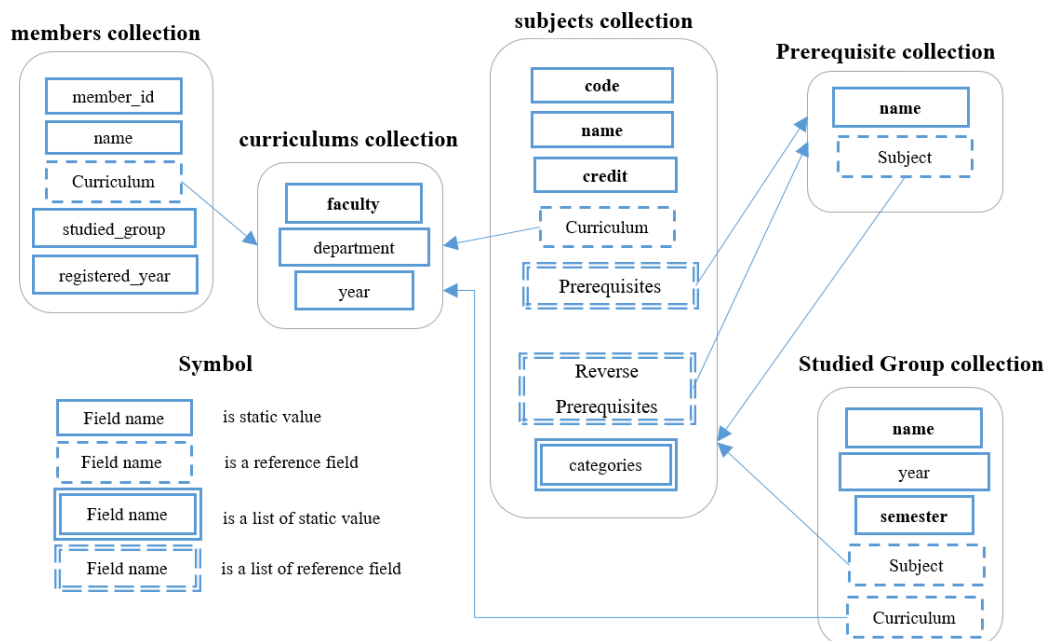 members collection
member_id
name
Curriculum
studied_group
registered_year
curriculums collection
faculty
department
year
subjects collection
code
name
credit
Curriculum
Prerequisites
Reverse
Prerequisites
categories
Prerequisite collection
name
Subject
Studied Group collection
name
year
semester
Subject
Curriculum
Symbol
Field name
is static value
Field name
is a reference field
Field name
is a list of static value
Field name
is a list of reference field